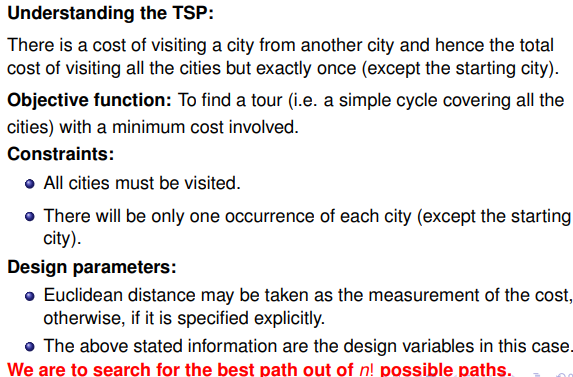 Understanding the TSP:
There is a cost of visiting a city from another city and hence the total
cost of visiting all the cities but exactly once (except the starting city).
Objective function: To find a tour (i.e. a simple cycle covering all the
cities) with a minimum cost involved.
Constraints:
All cities must be visited.
There will be only one occurrence of each city (except the starting
city).
Design parameters:
Euclidean distance may be taken as the measurement of the cost,
otherwise, if it is specified explicitly.
The above stated information are the design variables in this case.
We are to search for the best path out of n! possible paths.